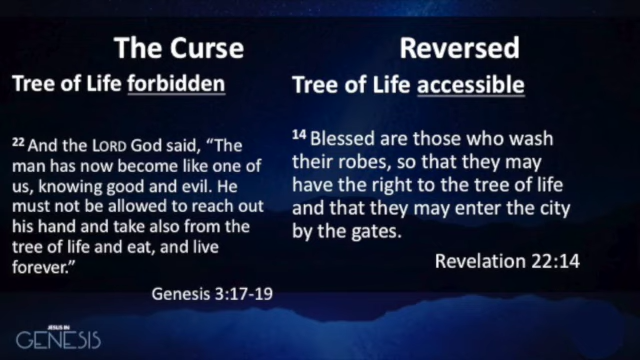 The Curse
Tree of Life forbidden
22 And the LORD God said, “The
man has now become like one of
us, knowing good and evil. He
must not be allowed to reach out
his hand and take also from the
tree of life and eat, and live
forever.”
Genesis 3:17-19
Reversed
Tree of Life accessible
14 Blessed are those who wash
their robes, so that they may
have the right to the tree of life
and that they may enter the city
by the gates.
Revelation 22:14
JESUS IN
GENESIS